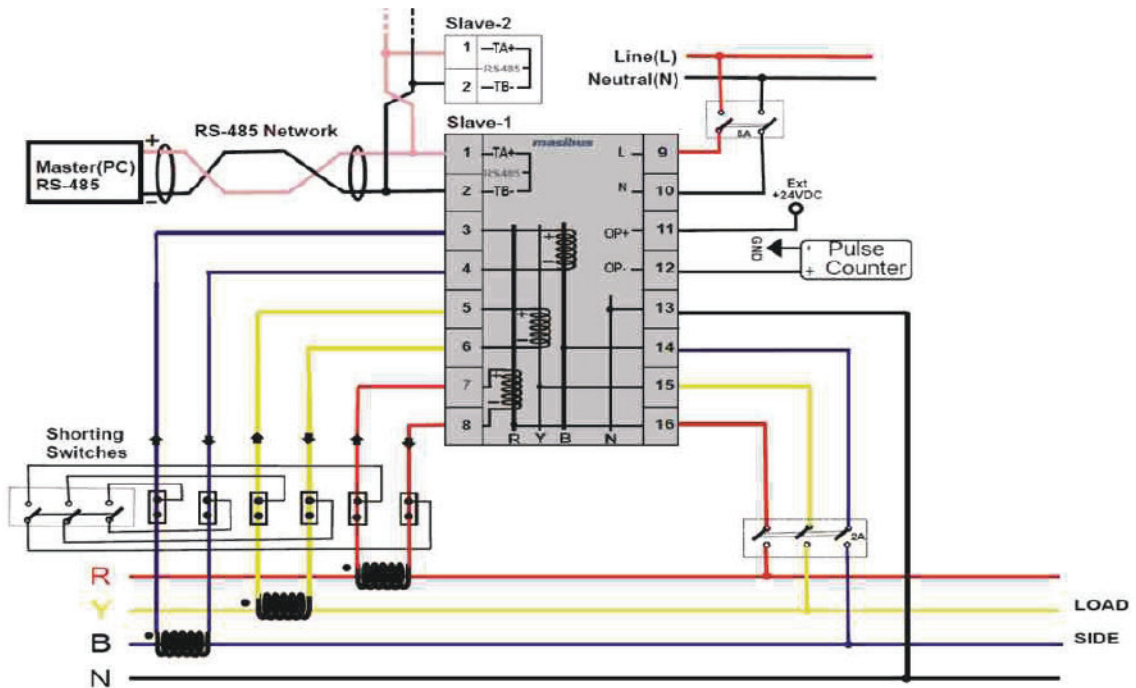 Slave-2
1 TA+
RS-485
2 TB-
Line(L)
Neutral(N)
RS-485 Network
Slave-1
+
Master(PC)
RS-485
-
masibus
1 TA+
RS-485
2 TB-
3
4
5
6
7
8
+
-
+
-
+
-
R Y B N
L 9
N 10
OP+ 11
OP- 12
13
14
15
16
Ext
+24VDC
GND
Pulse
+ Counter
Shorting
Switches
2A
R
Y
B
N
LOAD
SIDE